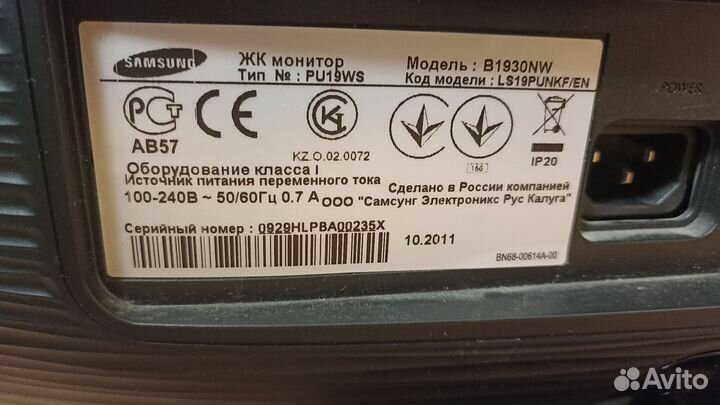 SAMSUNG
ЖК монитор
Тип № : PU19WS
Модель : B1930NW
Код модели : LS19PUNKF/EN
POWER
АВ57
KZ.O.02.0072
166
IP20
Оборудование класса I
Источник питания переменного тока
100-240В ~ 50/60Гц 0.7 А
Сделано в России компанией
ООО "Самсунг Электроникс Рус Калуга"
Серийный номер : 0929HLPBA00235X
10.2011
BN68-00614A-00
Avito